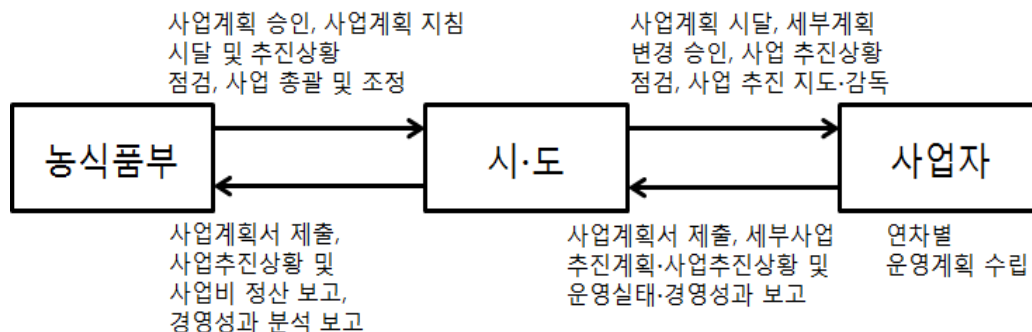 사업계획 승인, 사업계획 지침
시달 및 추진상황
점검, 사업 총괄 및 조정
사업계획 시달, 세부계획
변경 승인, 사업 추진상황
점검, 사업 추진 지도·감독
농식품부
시·도
사업자
사업계획서 제출,
사업추진상황 및
사업비 정산 보고,
경영성과 분석 보고
사업계획서 제출, 세부사업
추진계획·사업추진상황 및
운영실태·경영성과 보고
연차별
운영계획 수립